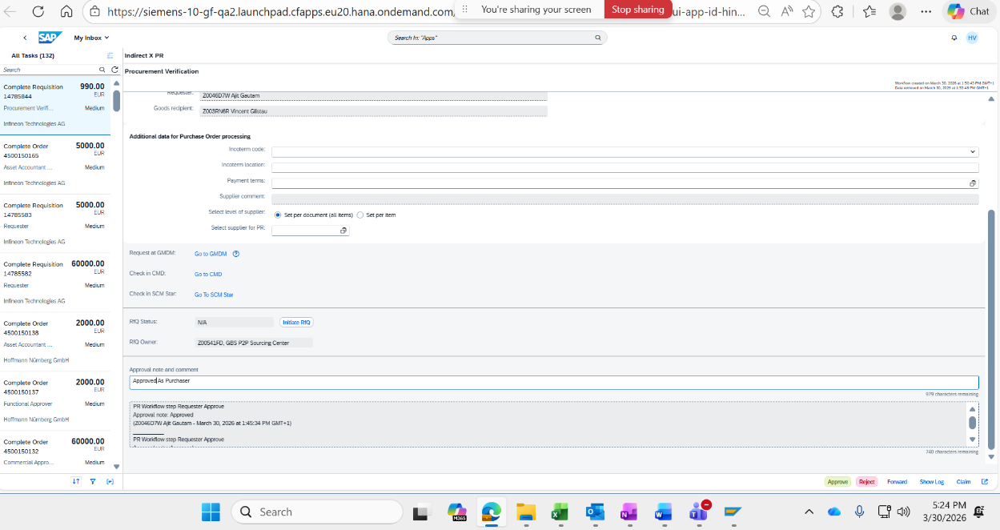 https://siemens-10-gf-qa2.launchpad.cfapps.eu20.hana.ondemand.com/
You're sharing your screen
Stop sharing
ui-app-id-hin...
Chat
SAP
My Inbox
Search In: "Apps"
HV
All Tasks (132)
Search
Complete Requisition 990.00
14785844 EUR
Procurement Verifi... Medium
Infineon Technologies AG
Complete Order 5000.00
4500150165 EUR
Asset Accountant ... Medium
Infineon Technologies AG
Complete Requisition 5000.00
14785583 EUR
Requester Medium
Infineon Technologies AG
Complete Requisition 60000.00
14785582 EUR
Requester Medium
Infineon Technologies AG
Complete Order 2000.00
4500150138 EUR
Asset Accountant ... Medium
Hoffmann Nürnberg GmbH
Complete Order 2000.00
4500150137 EUR
Functional Approver Medium
Hoffmann Nürnberg GmbH
Complete Order 60000.00
4500150132 EUR
Commercial Appro... Medium
Indirect X PR
Procurement Verification
Workflow created on March 30, 2026 at 1:50:43 PM GMT+1
Data retrieved on March 30, 2026 at 1:53:48 PM GMT+1
Requester: Z0046D7W Ajit Gautam
Goods recipient: Z003RN6R Vincent Glistau
Additional data for Purchase Order processing
Incoterm code:
Incoterm location:
Payment terms:
Supplier comment:
Select level of supplier: Set per document (all items) Set per item
Select supplier for PR:
Request at GMDM: Go to GMDM
Check in CMD: Go to CMD
Check in SCM Star: Go To SCM Star
RfQ Status: N/A Initiate RfQ
RfQ Owner: Z00541FD, GBS P2P Sourcing Center
Approval note and comment
Approved As Purchaser
979 characters remaining
PR Workflow step Requester Approve
Approval note: Approved
(Z0046D7W Ajit Gautam - March 30, 2026 at 1:45:34 PM GMT+1)
PR Workflow step Requester Approve
740 characters remaining
Approve Reject Forward Show Log Claim
Search
M365
5:24 PM
3/30/2026